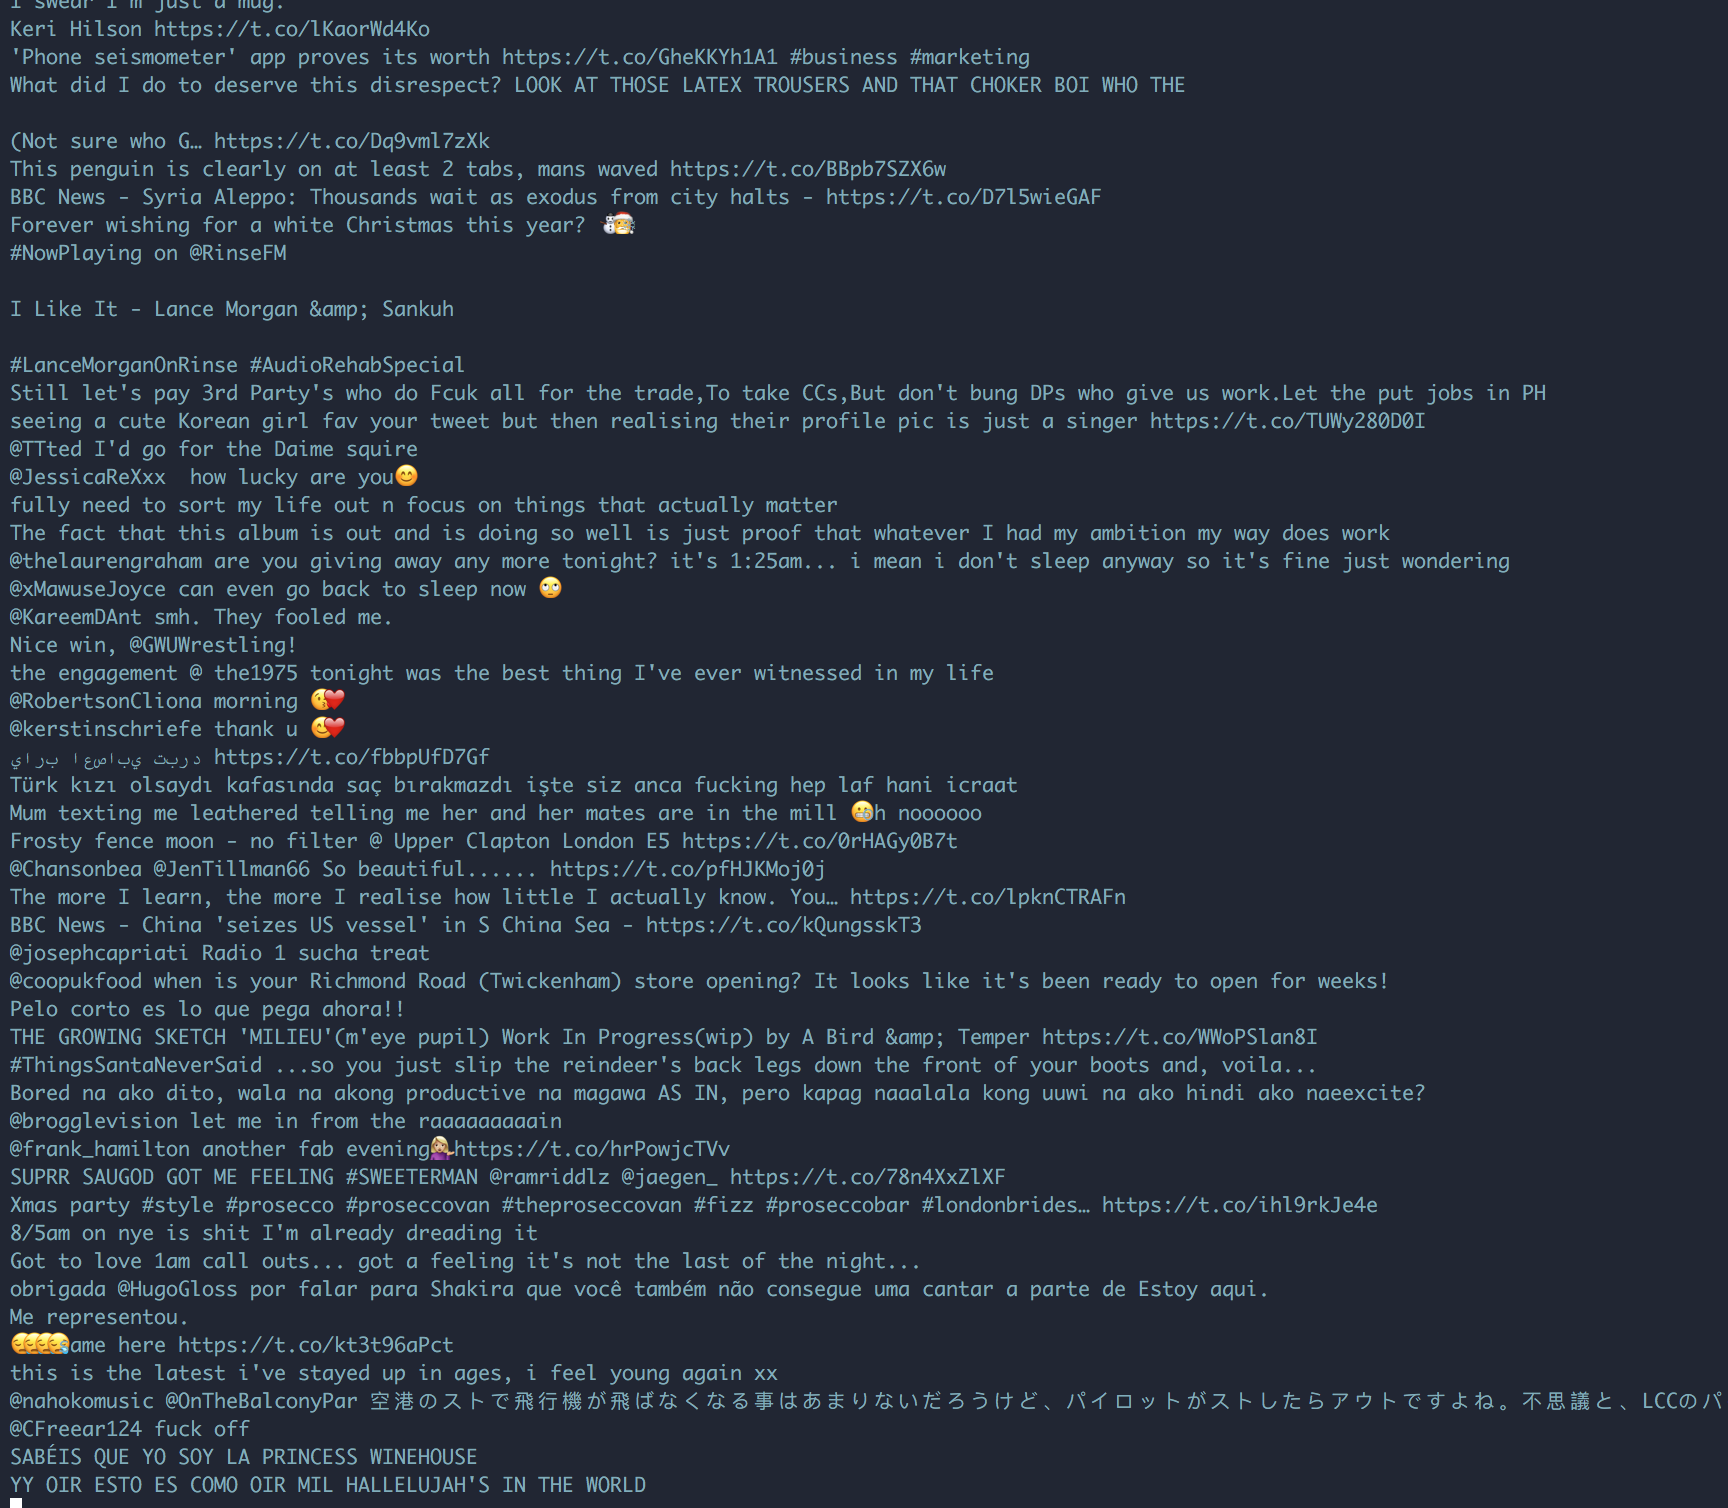 I swear I'm just a mug.
Keri Hilson https://t.co/lKaorWd4Ko
'Phone seismometer' app proves its worth https://t.co/GheKKYh1A1 #business #marketing
What did I do to deserve this disrespect? LOOK AT THOSE LATEX TROUSERS AND THAT CHOKER BOI WHO THE
(Not sure who G… https://t.co/Dq9vml7zXk
This penguin is clearly on at least 2 tabs, mans waved https://t.co/BBpb7SZX6w
BBC News - Syria Aleppo: Thousands wait as exodus from city halts - https://t.co/D7l5wieGAF
Forever wishing for a white Christmas this year? ☃🎅
#NowPlaying on @RinseFM
I Like It - Lance Morgan &amp; Sankuh
#LanceMorganOnRinse #AudioRehabSpecial
Still let's pay 3rd Party's who do Fcuk all for the trade,To take CCs,But don't bung DPs who give us work.Let the put jobs in PH
seeing a cute Korean girl fav your tweet but then realising their profile pic is just a singer https://t.co/TUWy280D0I
@TTted I'd go for the Daime squire
@JessicaReXxx  how lucky are you😊
fully need to sort my life out n focus on things that actually matter
The fact that this album is out and is doing so well is just proof that whatever I had my ambition my way does work
@thelaurengraham are you giving away any more tonight? it's 1:25am... i mean i don't sleep anyway so it's fine just wondering
@xMawuseJoyce can even go back to sleep now 🙄
@KareemDAnt smh. They fooled me.
Nice win, @GWUWrestling!
the engagement @ the1975 tonight was the best thing I've ever witnessed in my life
@RobertsonCliona morning 😘❤
@kerstinschriefe thank u 😊❤
يارب اعصابي تبرد https://t.co/fbbpUfD7Gf
Türk kızı olsaydı kafasında saç bırakmazdı işte siz anca fucking hep laf hani icraat
Mum texting me leathered telling me her and her mates are in the mill 😬h noooooo
Frosty fence moon - no filter @ Upper Clapton London E5 https://t.co/0rHAGy0B7t
@Chansonbea @JenTillman66 So beautiful...... https://t.co/pfHJKMoj0j
The more I learn, the more I realise how little I actually know. You… https://t.co/lpknCTRAFn
BBC News - China 'seizes US vessel' in S China Sea - https://t.co/kQungsskT3
@josephcapriati Radio 1 sucha treat
@coopukfood when is your Richmond Road (Twickenham) store opening? It looks like it's been ready to open for weeks!
Pelo corto es lo que pega ahora!!
THE GROWING SKETCH 'MILIEU'(m'eye pupil) Work In Progress(wip) by A Bird &amp; Temper https://t.co/WWoPSlan8I
#ThingsSantaNeverSaid ...so you just slip the reindeer's back legs down the front of your boots and, voila...
Bored na ako dito, wala na akong productive na magawa AS IN, pero kapag naaalala kong uuwi na ako hindi ako naeexcite?
@brogglevision let me in from the raaaaaaaaain
@frank_hamilton another fab evening💁🏼https://t.co/hrPowjcTVv
SUPRR SAUGOD GOT ME FEELING #SWEETERMAN @ramriddlz @jaegen_ https://t.co/78n4XxZlXF
Xmas party #style #prosecco #proseccovan #theproseccovan #fizz #proseccobar #londonbrides… https://t.co/ihl9rkJe4e
8/5am on nye is shit I'm already dreading it
Got to love 1am call outs... got a feeling it's not the last of the night...
obrigada @HugoGloss por falar para Shakira que você também não consegue uma cantar a parte de Estoy aqui.
Me representou.
ame here https://t.co/kt3t96aPct
this is the latest i've stayed up in ages, i feel young again xx
@nahokomusic @OnTheBalconyPar 空港のストで飛行機が飛ばなくなる事はあまりないだろうけど、パイロットがストしたらアウトですよね。不思議と、LCCのパ
@CFreear124 fuck off
SABÉIS QUE YO SOY LA PRINCESS WINEHOUSE
YY OIR ESTO ES COMO OIR MIL HALLELUJAH'S IN THE WORLD